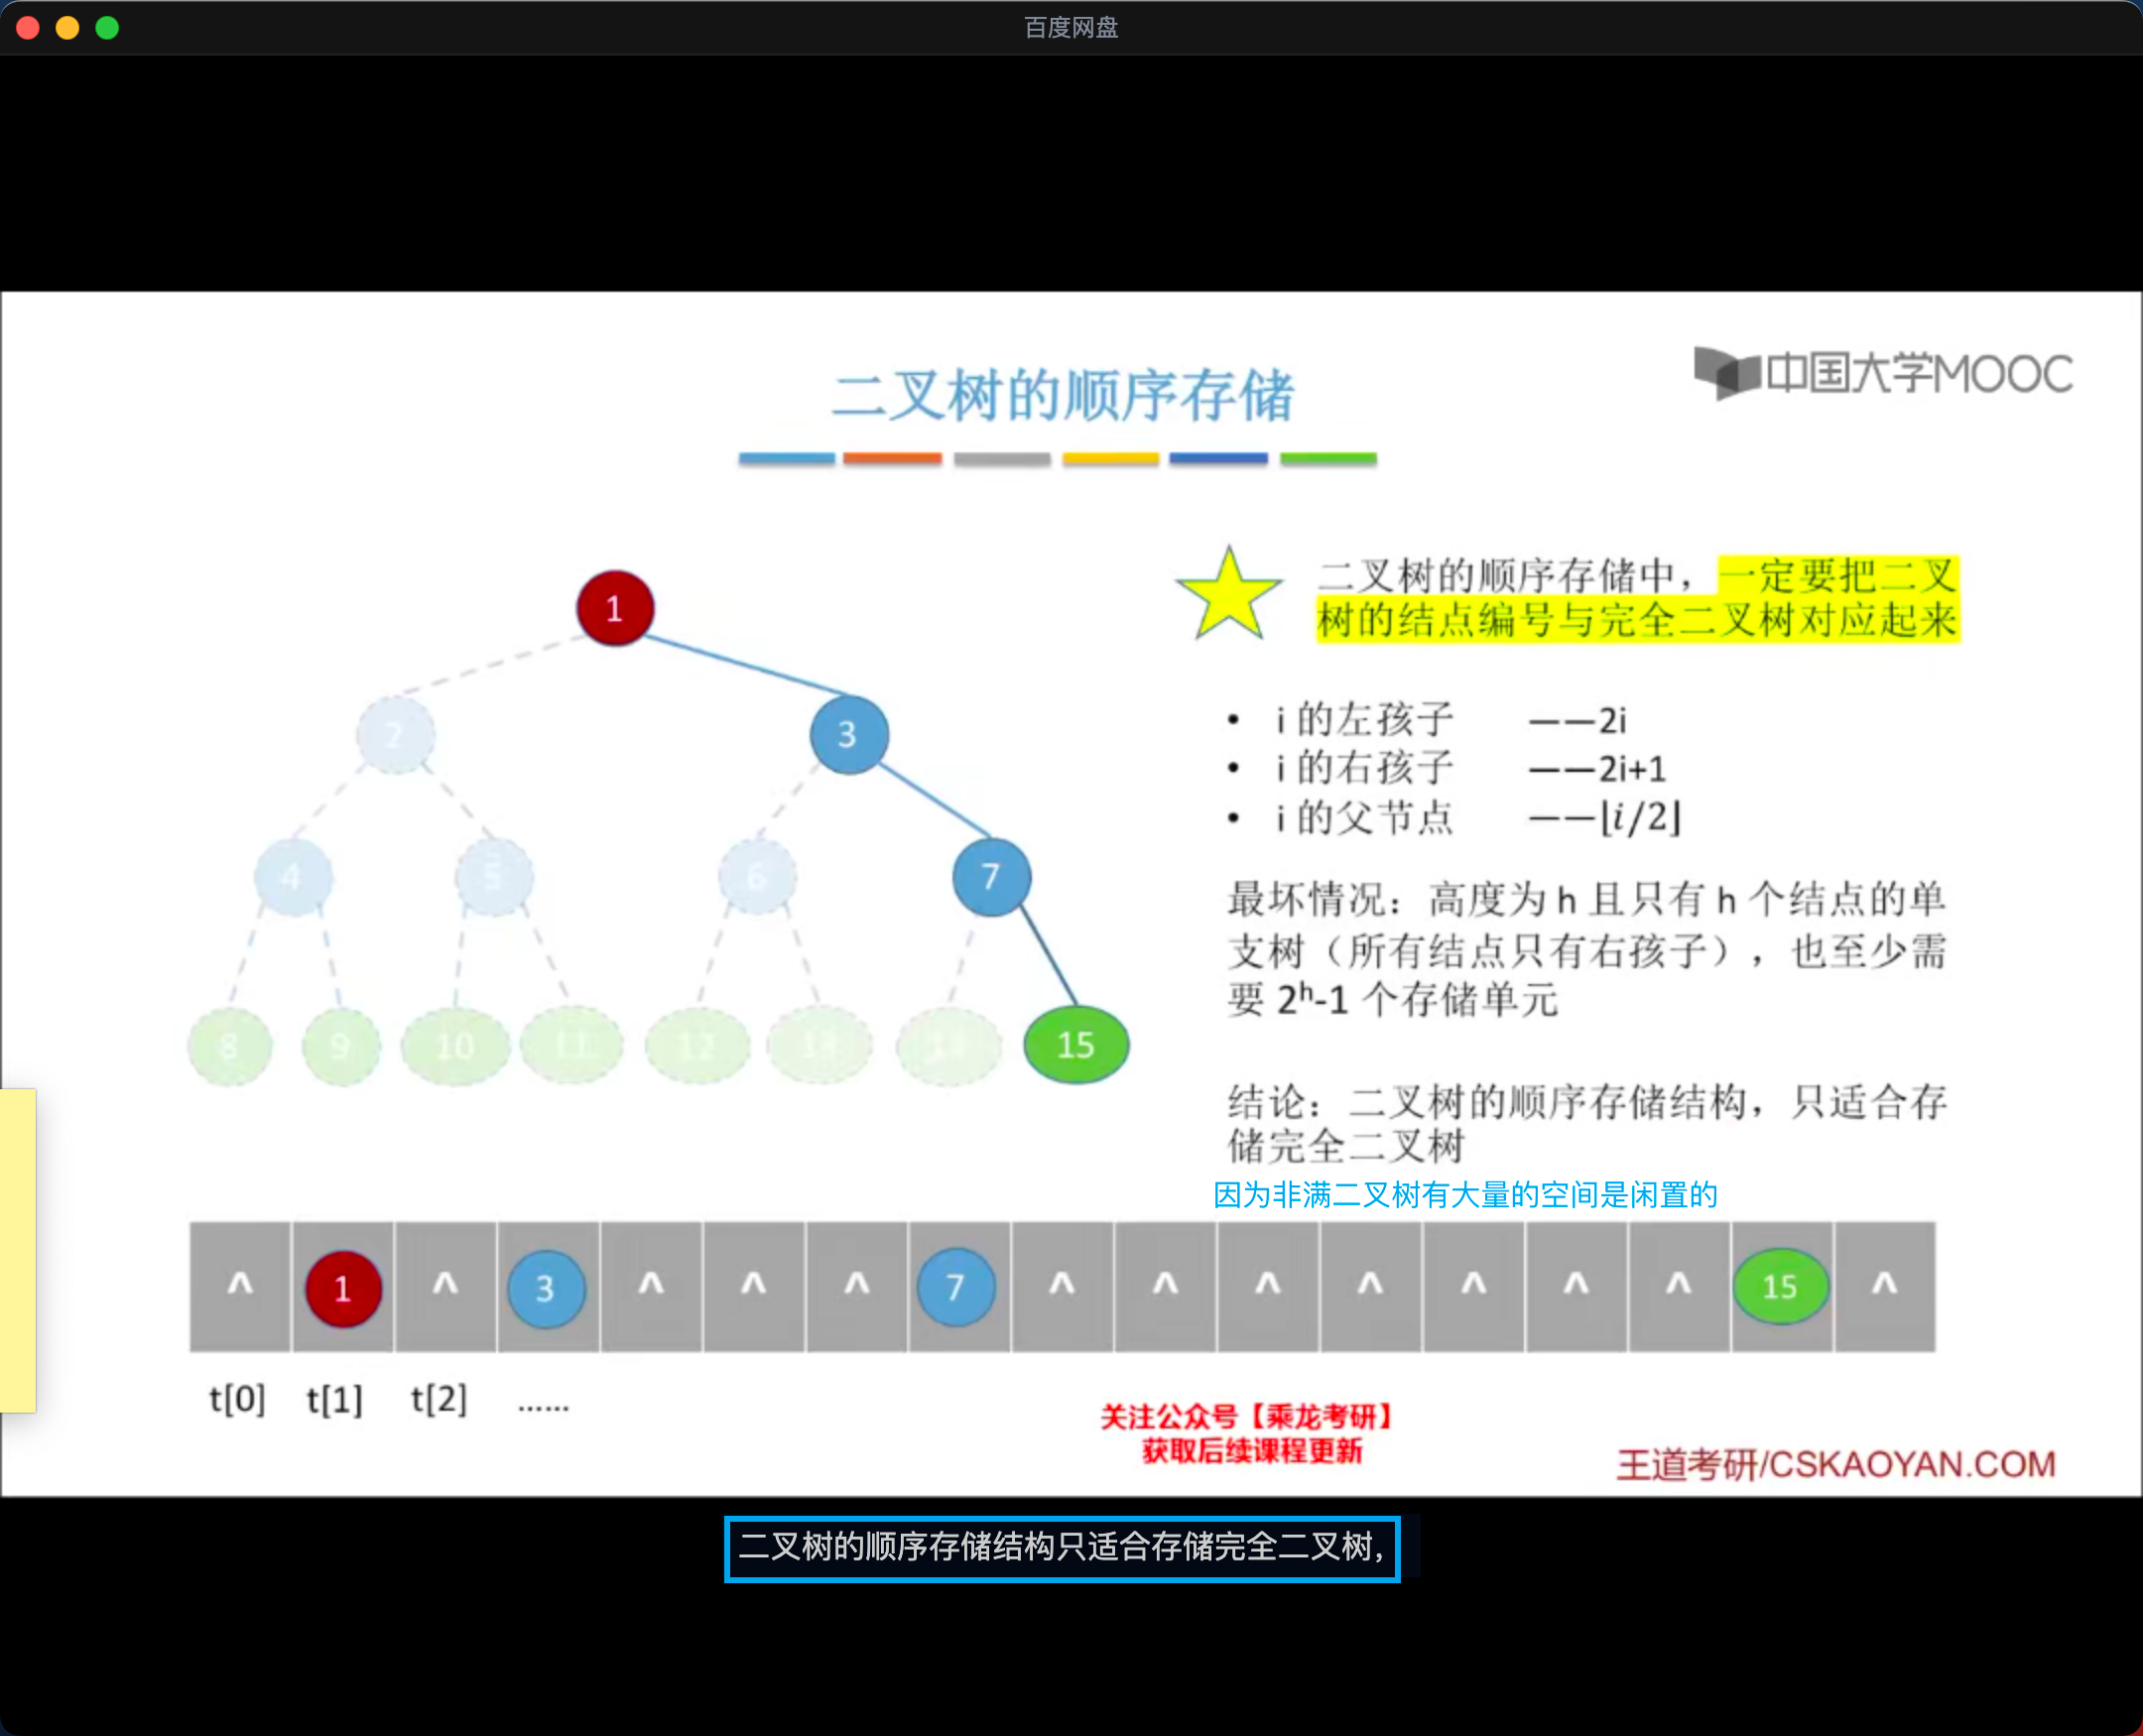 百度网盘
中国大学MOOC
二叉树的顺序存储
二叉树的顺序存储中，一定要把二叉
树的结点编号与完全二叉树对应起来
• i 的左孩子 ——2i
• i 的右孩子 ——2i+1
• i 的父节点 ——⌊i/2⌋
最坏情况：高度为 h 且只有 h 个结点的单
支树（所有结点只有右孩子），也至少需
要 2ʰ-1 个存储单元
结论：二叉树的顺序存储结构，只适合存
储完全二叉树
因为非满二叉树有大量的空间是闲置的
1
2 3
4 5 6 7
8 9 10 11 12 13 15
^ 1 ^ 3 ^ ^ ^ 7 ^ ^ ^ ^ ^ ^ ^ 15 ^
t[0] t[1] t[2] ......
关注公众号【乘龙考研】
获取后续课程更新
王道考研/CSKAOYAN.COM
二叉树的顺序存储结构只适合存储完全二叉树,